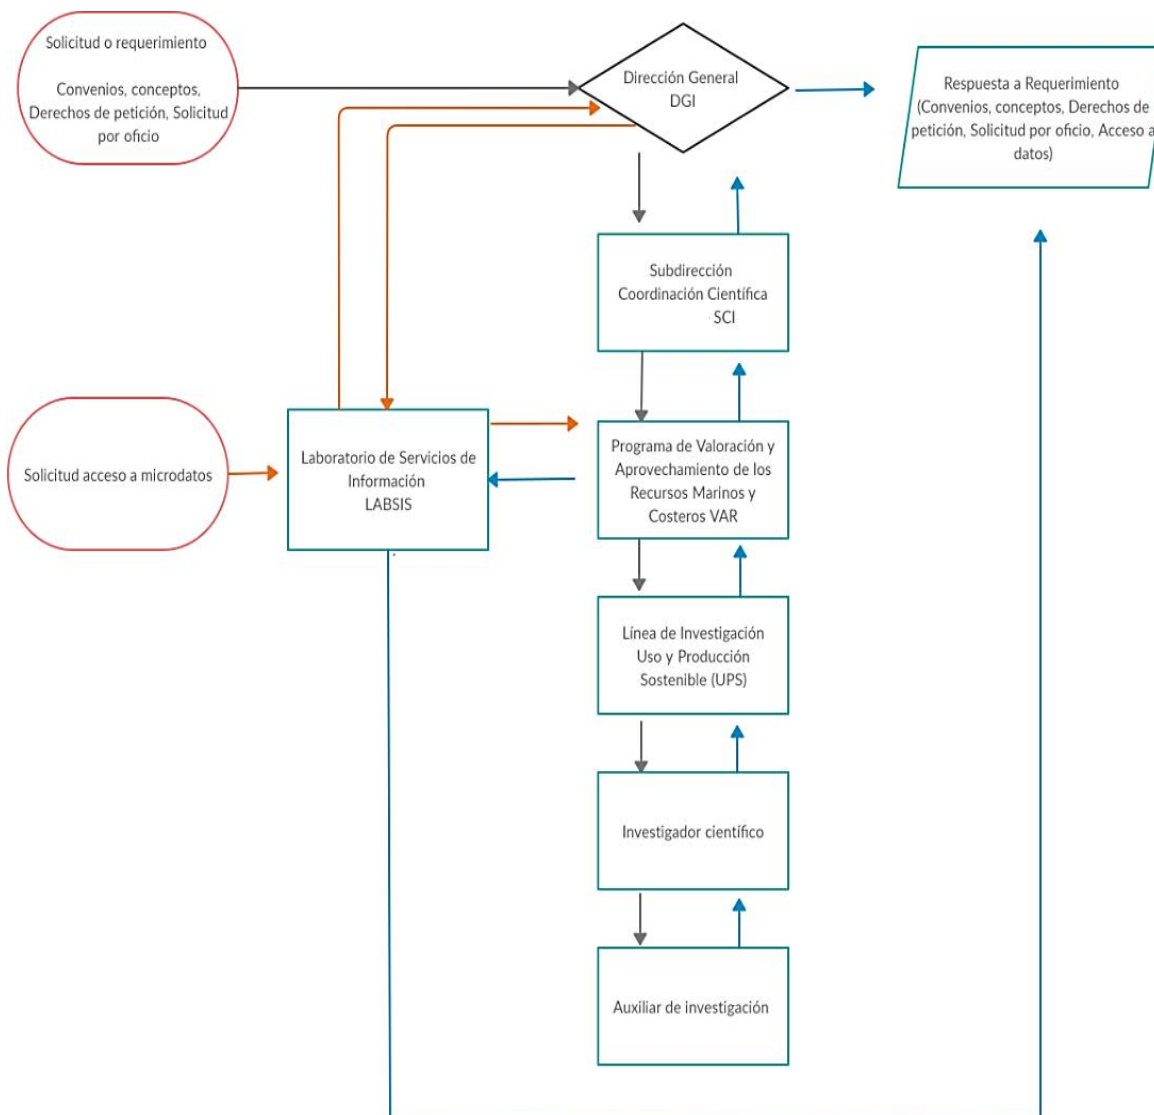 Solicitud o requerimiento
Convenios, conceptos,
Derechos de petición, Solicitud
por oficio
Dirección General
DGI
Respuesta a Requerimiento
(Convenios, conceptos, Derechos de
petición, Solicitud por oficio, Acceso a
datos)
Subdirección
Coordinación Científica
SCI
Solicitud acceso a microdatos
Laboratorio de Servicios de
Información
LABSIS
Programa de Valoración y
Aprovechamiento de los
Recursos Marinos y
Costeros VAR
Línea de Investigación
Uso y Producción
Sostenible (UPS)
Investigador científico
Auxiliar de investigación